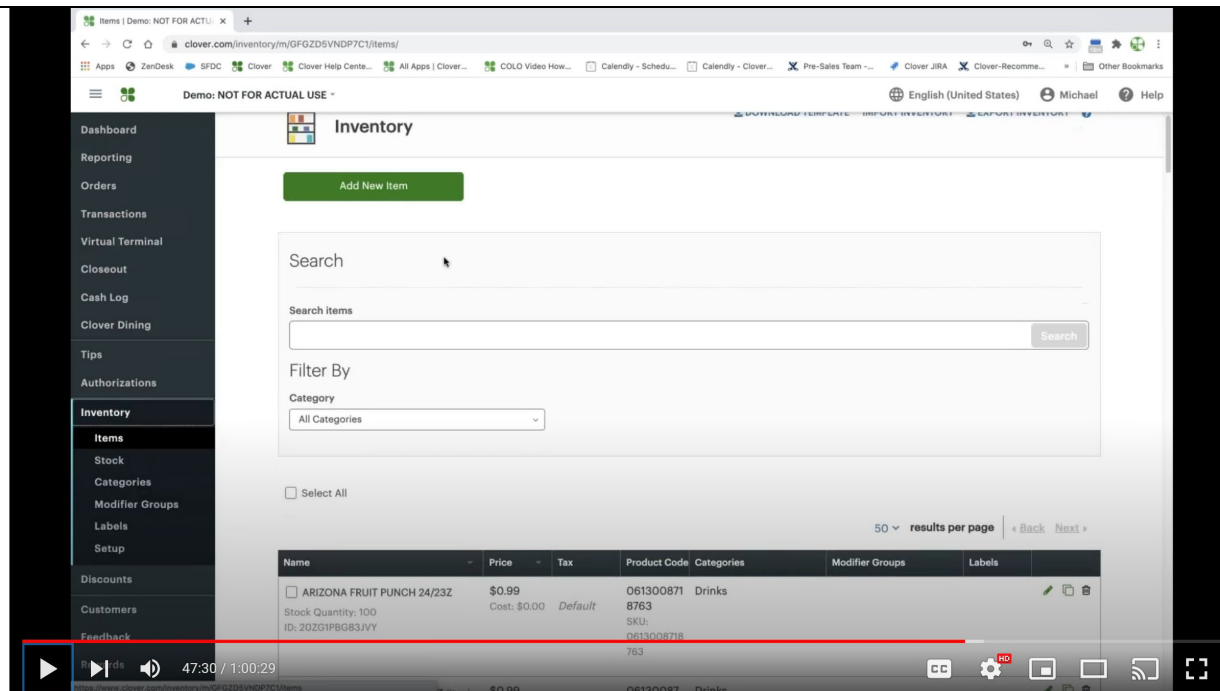 Items | Demo: NOT FOR ACTU
clover.com/inventory/m/GFGZD5VNDP7C1/items/
Apps ZenDesk SFDC Clover Clover Help Cente... All Apps | Clover... COLO Video How... Calendly - Schedu... Calendly - Clover... Pre-Sales Team -... Clover JIRA Clover-Recomme... » Other Bookmarks
Demo: NOT FOR ACTUAL USE English (United States) Michael Help
DOWNLOAD TEMPLATE IMPORT INVENTORY EXPORT INVENTORY
Inventory
Add New Item
Search
Search items
Search
Filter By
Category
All Categories
Select All
50 results per page « Back Next »
Name Price Tax Product Code Categories Modifier Groups Labels
ARIZONA FRUIT PUNCH 24/23Z $0.99 061300871 Drinks
Stock Quantity: 100 Cost: $0.00 Default 8763
ID: 20ZG1PBG83JVY SKU:
0613008718
763
$0.99 06130087 Drinks
Dashboard
Reporting
Orders
Transactions
Virtual Terminal
Closeout
Cash Log
Clover Dining
Tips
Authorizations
Inventory
Items
Stock
Categories
Modifier Groups
Labels
Setup
Discounts
Customers
Feedback
47:30 / 1:00:29
CC HD